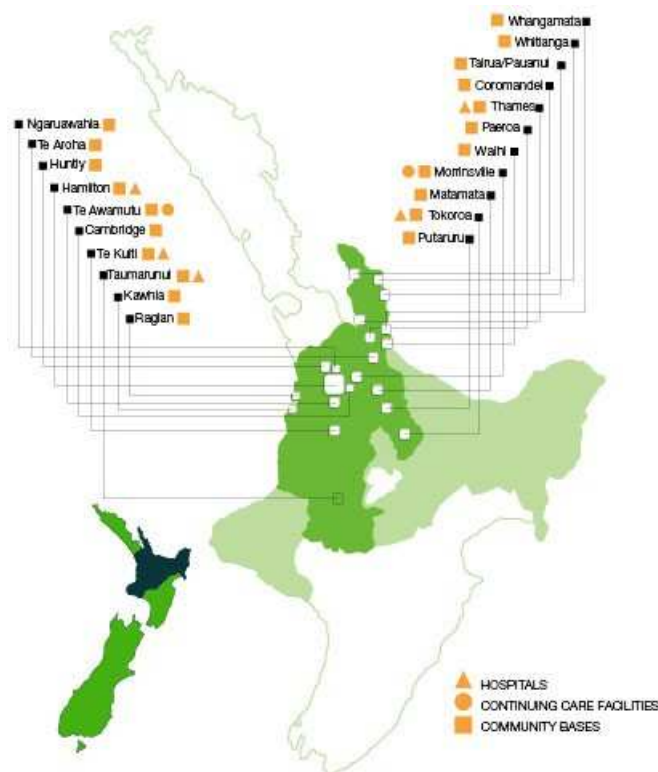 Whangamata
Whitianga
Tairua/Pauanui
Coromandel
Thames
Paeroa
Waihi
Morrinsville
Matamata
Tokoroa
Putaruru
Ngaruawahia
Te Aroha
Huntly
Hamilton
Te Awamutu
Cambridge
Te Kuiti
Taumarunui
Kawhia
Raglan
HOSPITALS
CONTINUING CARE FACILITIES
COMMUNITY BASES